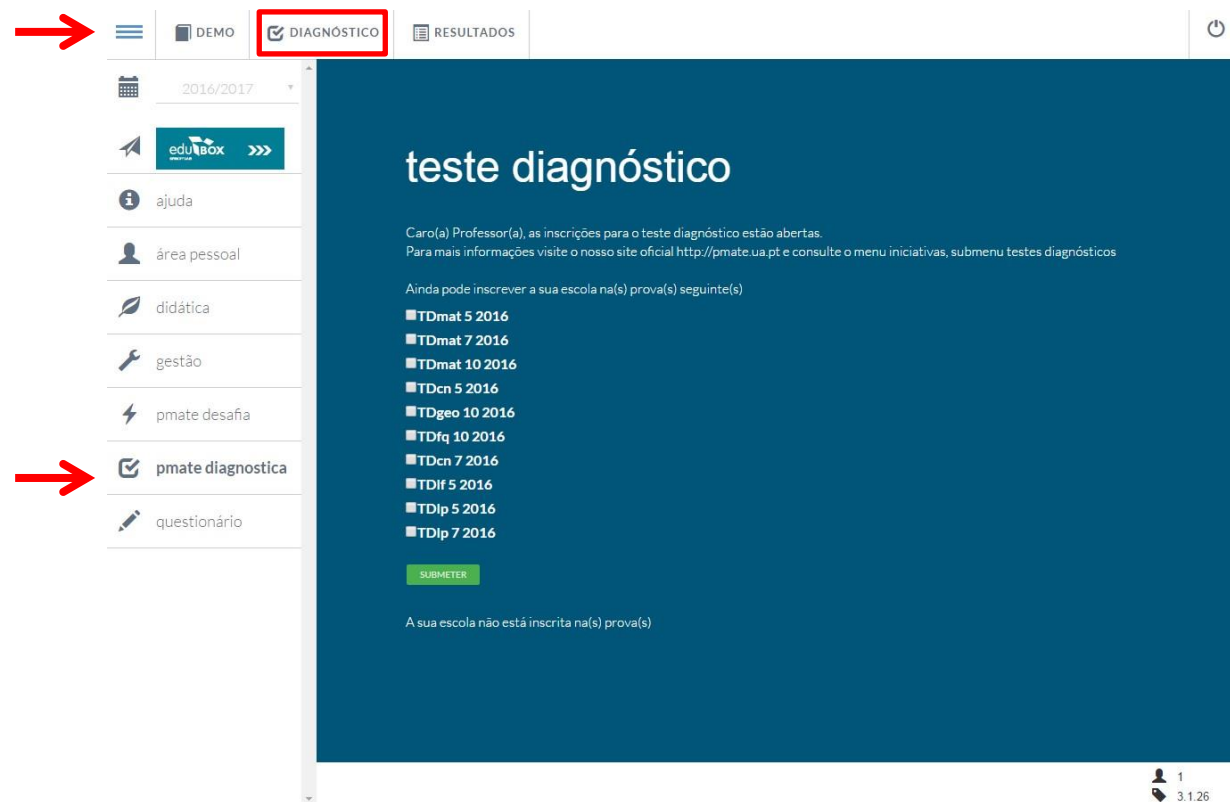 DEMO
DIAGNÓSTICO
RESULTADOS
2016/2017
edubox >>>
ajuda
área pessoal
didática
gestão
pmate desafia
pmate diagnostica
questionário
teste diagnóstico
Caro(a) Professor(a), as inscrições para o teste diagnóstico estão abertas.
Para mais informações visite o nosso site oficial http://pmate.ua.pt e consulte o menu iniciativas, submenu testes diagnósticos
Ainda pode inscrever a sua escola na(s) prova(s) seguinte(s)
TDmat 5 2016
TDmat 7 2016
TDmat 10 2016
TDcn 5 2016
TDgeo 10 2016
TDfq 10 2016
TDcn 7 2016
TDlf 5 2016
TDlp 5 2016
TDlp 7 2016
SUBMETER
A sua escola não está inscrita na(s) prova(s)
1
3.1.26